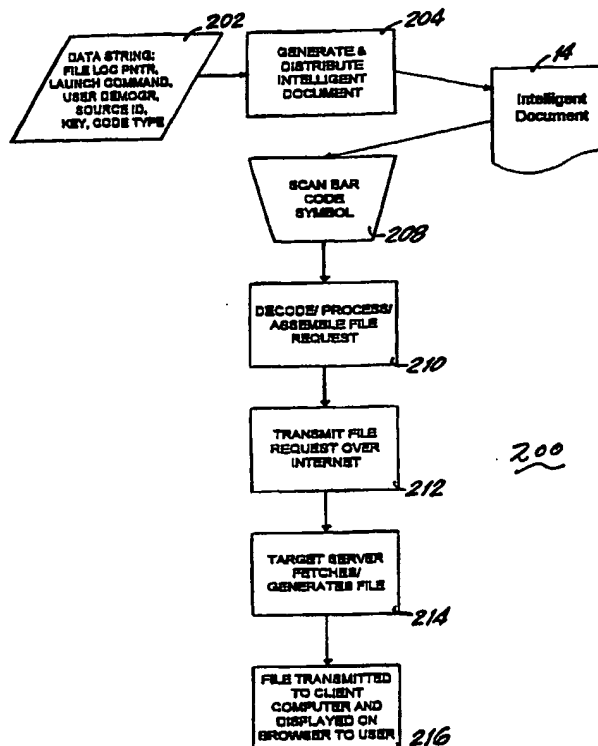 202
DATA STRING:
FILE LOC PNTR,
LAUNCH COMMAND,
USER DEMOGR,
SOURCE ID,
KEY, CODE TYPE
204
GENERATE &
DISTRIBUTE
INTELLIGENT
DOCUMENT
14
Intelligent
Document
SCAN BAR
CODE
SYMBOL
208
DECODE/ PROCESS/
ASSEMBLE FILE
REQUEST
210
TRANSMIT FILE
REQUEST OVER
INTERNET
212
200
TARGET SERVER
FETCHES/
GENERATES FILE
214
FILE TRANSMITTED
TO CLIENT
COMPUTER AND
DISPLAYED ON
BROWSER TO USER
216